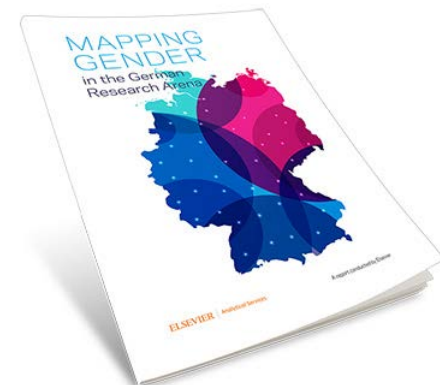 MAPPING
GENDER
in the German
Research Arena
A report conducted by Elsevier
ELSEVIER | Analytical Services